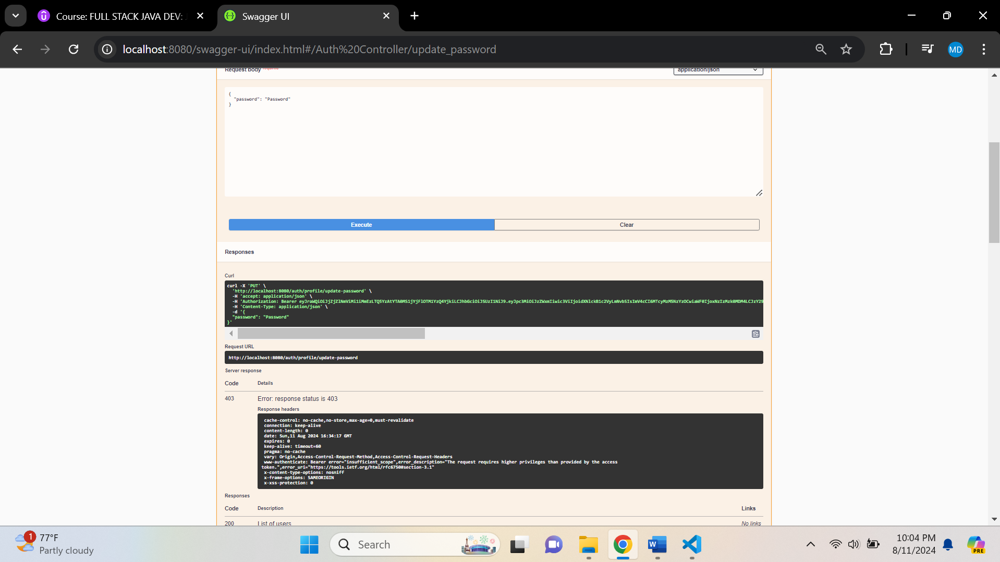 Course: FULL STACK JAVA DEV:
Swagger UI
localhost:8080/swagger-ui/index.html#/Auth%20Controller/update_password
MD
Request body required
application/json
{
"password": "Password"
}
Execute
Clear
Responses
Curl
curl -X 'PUT' \
'http://localhost:8080/auth/profile/update-password' \
-H 'accept: application/json' \
-H 'Authorization: Bearer
-H 'Content-Type: application/json' \
-d '{
"password": "Password"
}'
Request URL
http://localhost:8080/auth/profile/update-password
Server response
Code
Details
403
Error: response status is 403
Response headers
cache-control: no-cache,no-store,max-age=0,must-revalidate
connection: keep-alive
content-length: 0
date: Sun,11 Aug 2024 16:34:17 GMT
expires: 0
keep-alive: timeout=60
pragma: no-cache
vary: Origin,Access-Control-Request-Method,Access-Control-Request-Headers
www-authenticate: Bearer error="insufficient_scope",error_description="The request requires higher privileges than provided by the access
token.",error_uri="https://tools.ietf.org/html/rfc6750#section-3.1"
x-content-type-options: nosniff
x-frame-options: SAMEORIGIN
x-xss-protection: 0
Responses
Code
Description
Links
200
List of users
No links
1
77°F
Partly cloudy
Search
W
10:04 PM
8/11/2024
PRE